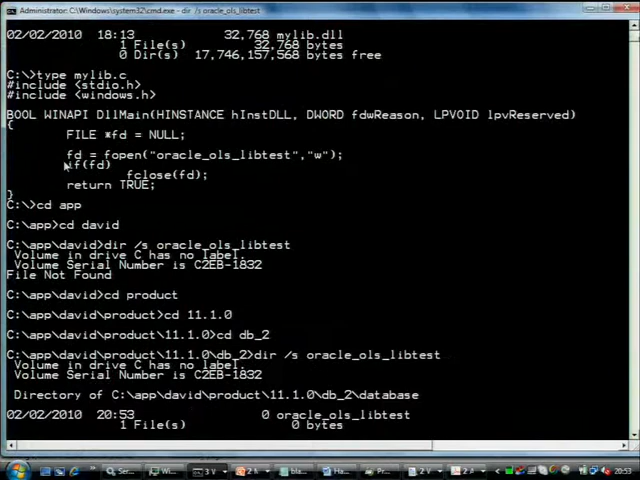 Administrator: C:\Windows\system32\cmd.exe - dir /s oracle_ols_libtest
02/02/2010  18:13            32,768 mylib.dll
1 File(s)         32,768 bytes
0 Dir(s)  17,746,157,568 bytes free
C:\>type mylib.c
#include <stdio.h>
#include <windows.h>
BOOL WINAPI DllMain(HINSTANCE hInstDLL, DWORD fdwReason, LPVOID lpvReserved)
{
FILE *fd = NULL;
fd = fopen("oracle_ols_libtest","w");
if(fd)
fclose(fd);
return TRUE;
}
C:\>cd app
C:\app>cd david
C:\app\david>dir /s oracle_ols_libtest
Volume in drive C has no label.
Volume Serial Number is C2EB-1832
File Not Found
C:\app\david>cd product
C:\app\david\product>cd 11.1.0
C:\app\david\product\11.1.0>cd db_2
C:\app\david\product\11.1.0\db_2>dir /s oracle_ols_libtest
Volume in drive C has no label.
Volume Serial Number is C2EB-1832
Directory of C:\app\david\product\11.1.0\db_2\database
02/02/2010  20:53                 0 oracle_ols_libtest
1 File(s)              0 bytes
Ser...
Wi...
3 V
2 V
20:53